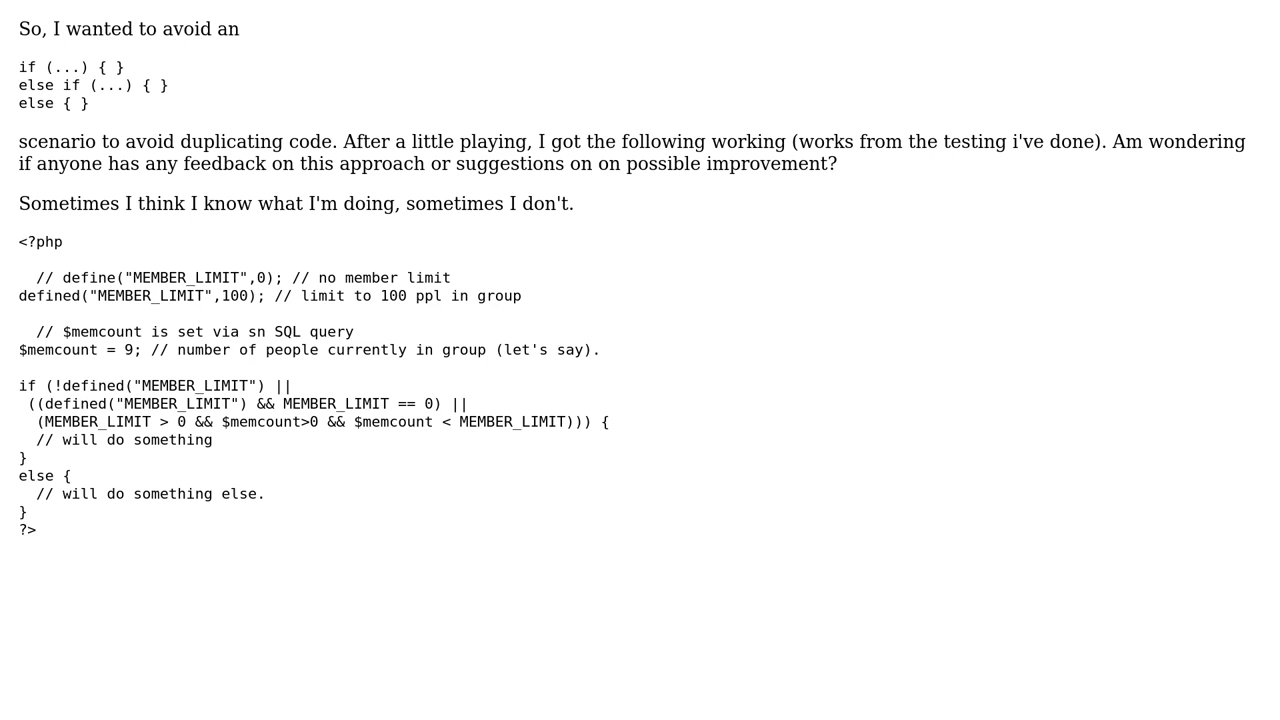 So, I wanted to avoid an
if (...) { }
else if (...) { }
else { }
scenario to avoid duplicating code. After a little playing, I got the following working (works from the testing i've done). Am wondering
if anyone has any feedback on this approach or suggestions on on possible improvement?
Sometimes I think I know what I'm doing, sometimes I don't.
<?php
  // define("MEMBER_LIMIT",0); // no member limit
defined("MEMBER_LIMIT",100); // limit to 100 ppl in group
  // $memcount is set via sn SQL query
$memcount = 9; // number of people currently in group (let's say).
if (!defined("MEMBER_LIMIT") ||
 ((defined("MEMBER_LIMIT") && MEMBER_LIMIT == 0) ||
  (MEMBER_LIMIT > 0 && $memcount>0 && $memcount < MEMBER_LIMIT))) {
  // will do something
}
else {
  // will do something else.
}
?>